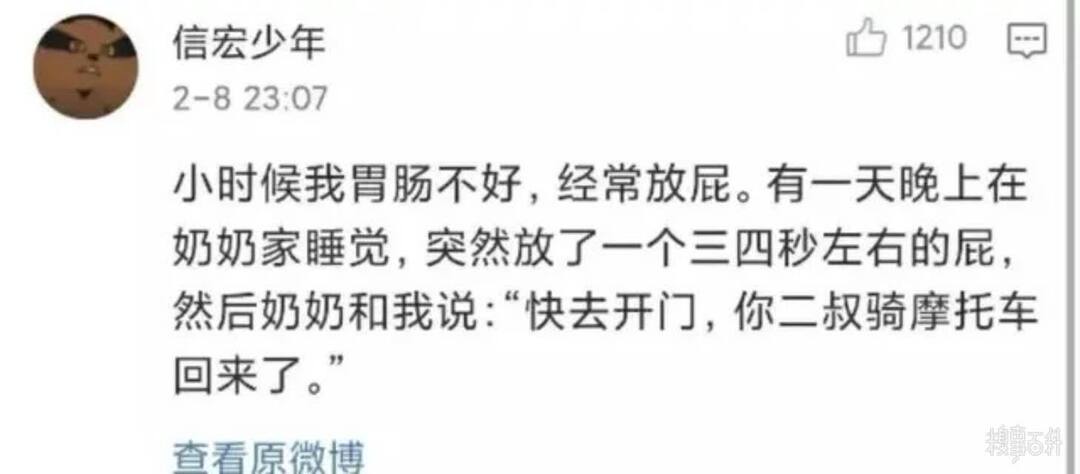 信宏少年
1210
2-8 23:07
小时候我胃肠不好，经常放屁。有一天晚上在
奶奶家睡觉，突然放了一个三四秒左右的屁，
然后奶奶和我说：“快去开门，你二叔骑摩托车
回来了。”
查看原微博